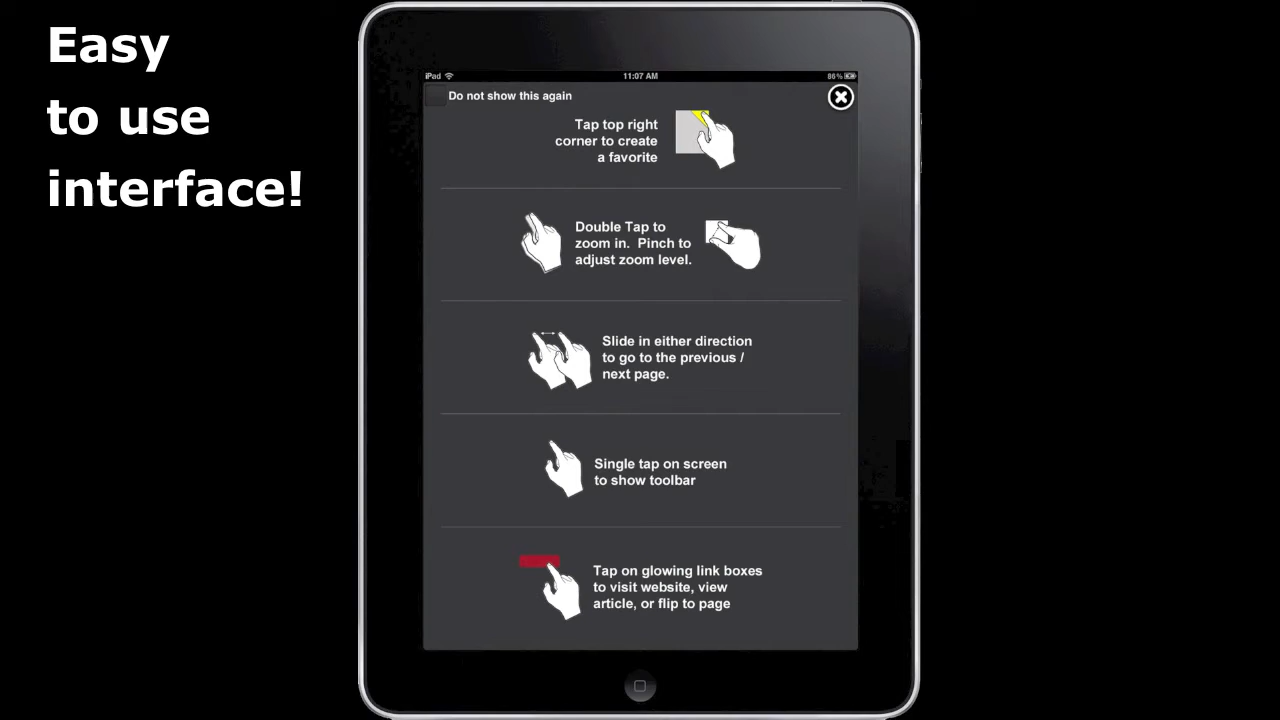 Easy
to use
interface!
iPad
11:07 AM
86%
Do not show this again
Tap top right
corner to create
a favorite
Double Tap to
zoom in. Pinch to
adjust zoom level.
Slide in either direction
to go to the previous /
next page.
Single tap on screen
to show toolbar
Tap on glowing link boxes
to visit website, view
article, or flip to page